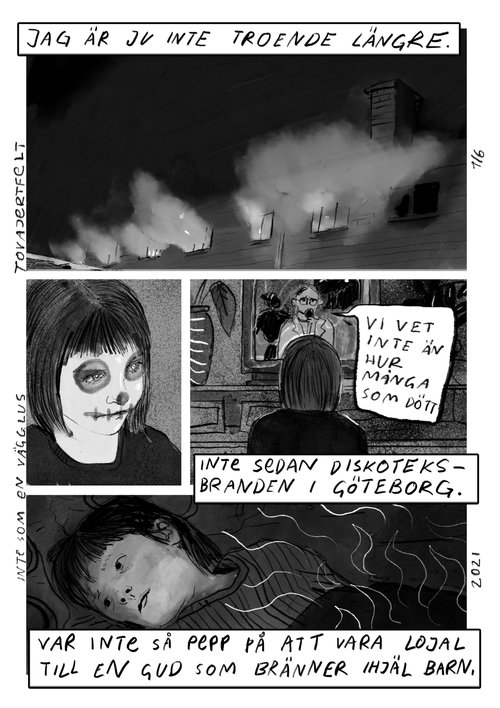 JAG ÄR JU INTE TROENDE LÄNGRE.
TOVAJERTFELT
1/6
VI VET
INTE ÄN
HUR
MÅNGA
SOM DÖTT
INTE SEDAN DISKOTEKS-
BRANDEN I GÖTEBORG.
INTE SOM EN VÄGGLUS
2021
VAR INTE SÅ PEPP PÅ ATT VARA LOJAL
TILL EN GUD SOM BRÄNNER IHJÄL BARN.